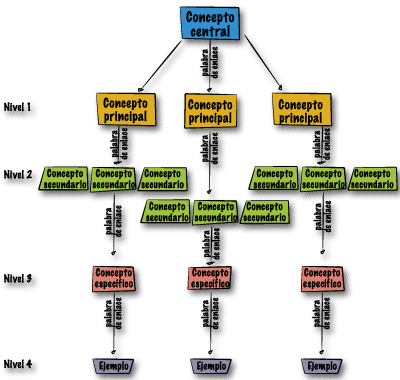 Concepto
central
palabra
de enlace
Nivel 1
Concepto
principal
Concepto
principal
Concepto
principal
palabra
de enlace
palabra
de enlace
palabra
de enlace
Nivel 2
Concepto
secundario
Concepto
secundario
Concepto
secundario
Concepto
secundario
Concepto
secundario
Concepto
secundario
Concepto
secundario
Concepto
secundario
Concepto
secundario
palabra
de enlace
palabra
de enlace
palabra
de enlace
Nivel 3
Concepto
específico
Concepto
específico
Concepto
específico
palabra
de enlace
palabra
de enlace
palabra
de enlace
Nivel 4
Ejemplo
Ejemplo
Ejemplo